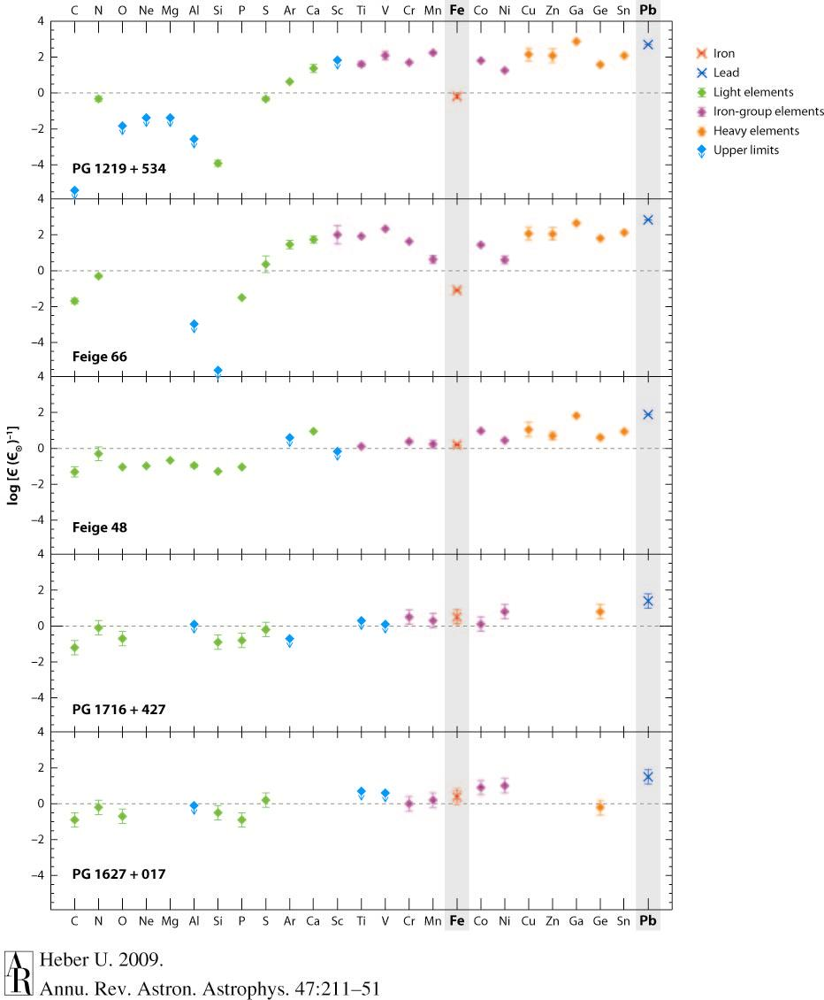 C N O Ne Mg Al Si P S Ar Ca Sc Ti V Cr Mn Fe Co Ni Cu Zn Ga Ge Sn Pb
4
2
0
−2
−4
PG 1219 + 534
Iron
Lead
Light elements
Iron-group elements
Heavy elements
Upper limits
4
2
0
−2
−4
Feige 66
4
2
0
−2
−4
Feige 48
log [ϵ (ϵ⊙)⁻¹]
4
2
0
−2
−4
PG 1716 + 427
4
2
0
−2
−4
PG 1627 + 017
C N O Ne Mg Al Si P S Ar Ca Sc Ti V Cr Mn Fe Co Ni Cu Zn Ga Ge Sn Pb
AR Heber U. 2009.
Annu. Rev. Astron. Astrophys. 47:211–51